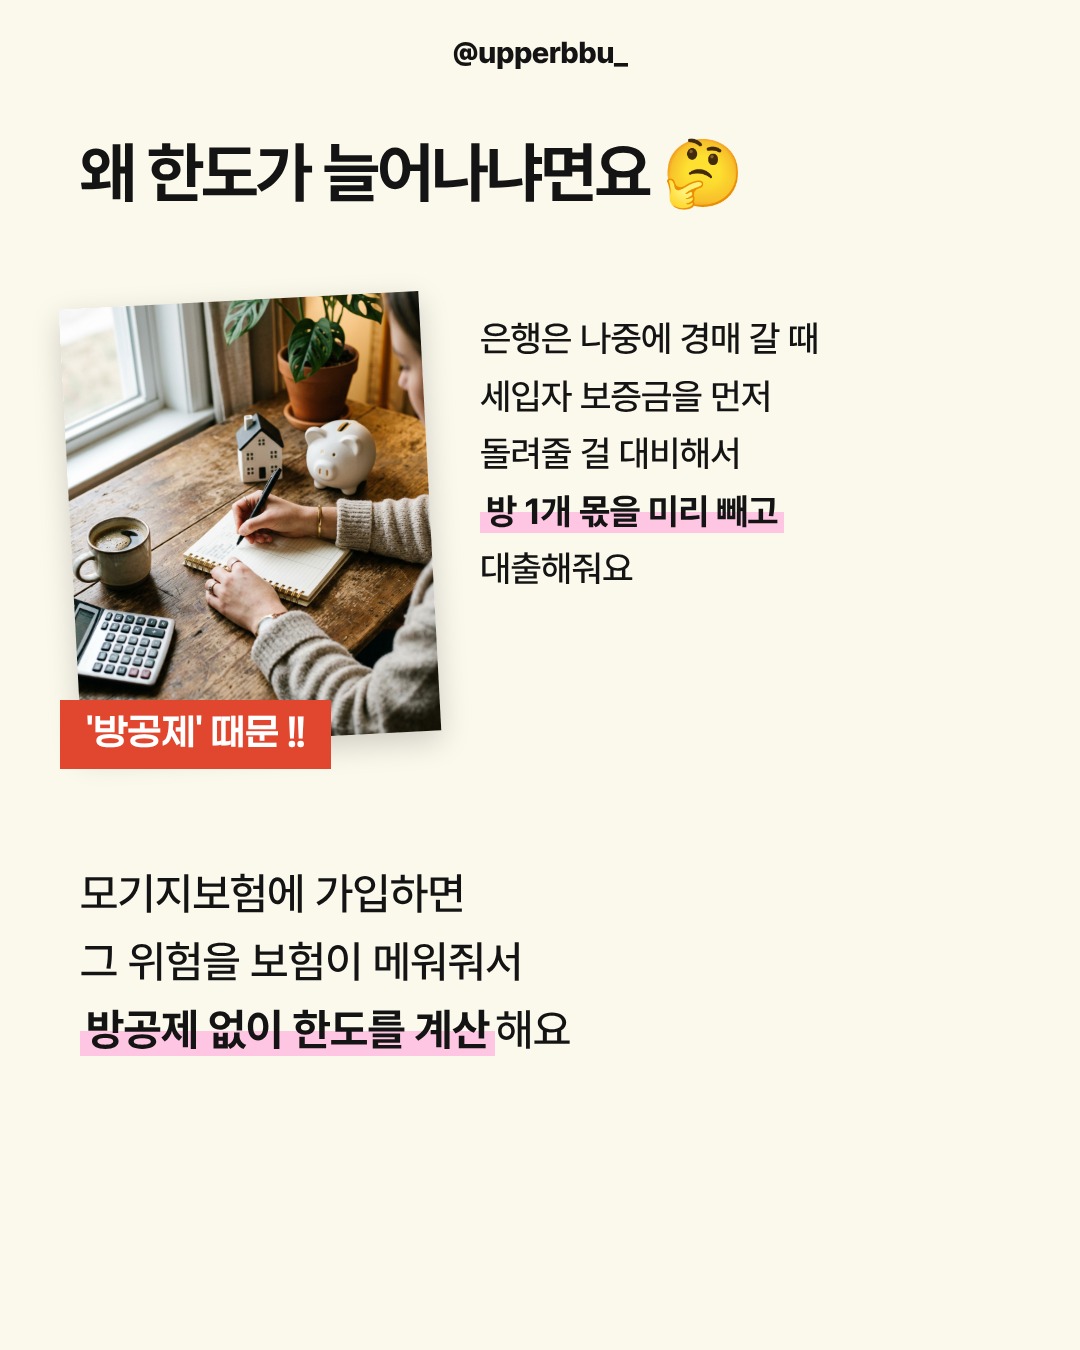 @upperbbu_
왜 한도가 늘어나냐면요 🤔
은행은 나중에 경매 갈 때
세입자 보증금을 먼저
돌려줄 걸 대비해서
방 1개 몫을 미리 빼고
대출해줘요
'방공제' 때문 !!
모기지보험에 가입하면
그 위험을 보험이 메워줘서
방공제 없이 한도를 계산해요